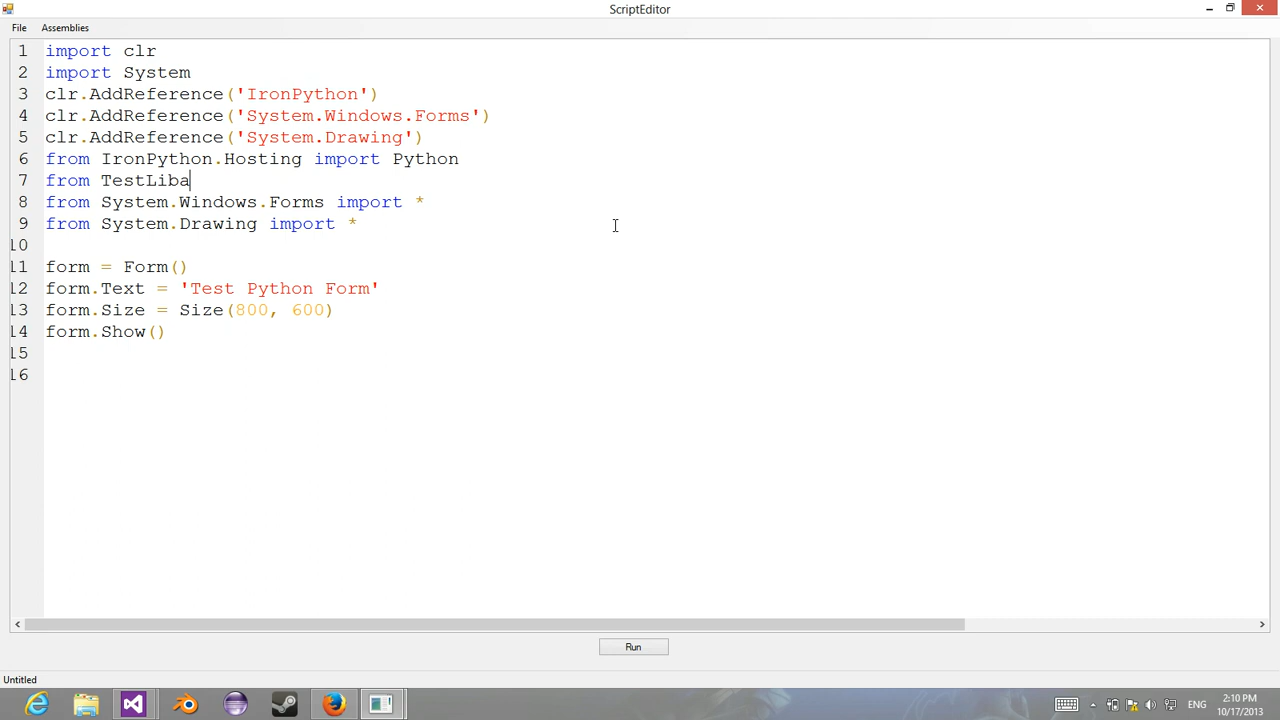 ScriptEditor
File Assemblies
1 import clr
2 import System
3 clr.AddReference('IronPython')
4 clr.AddReference('System.Windows.Forms')
5 clr.AddReference('System.Drawing')
6 from IronPython.Hosting import Python
7 from TestLiba
8 from System.Windows.Forms import *
9 from System.Drawing import *
10
11 form = Form()
12 form.Text = 'Test Python Form'
13 form.Size = Size(800, 600)
14 form.Show()
15
16
Run
Untitled
ENG
2:10 PM
10/17/2013